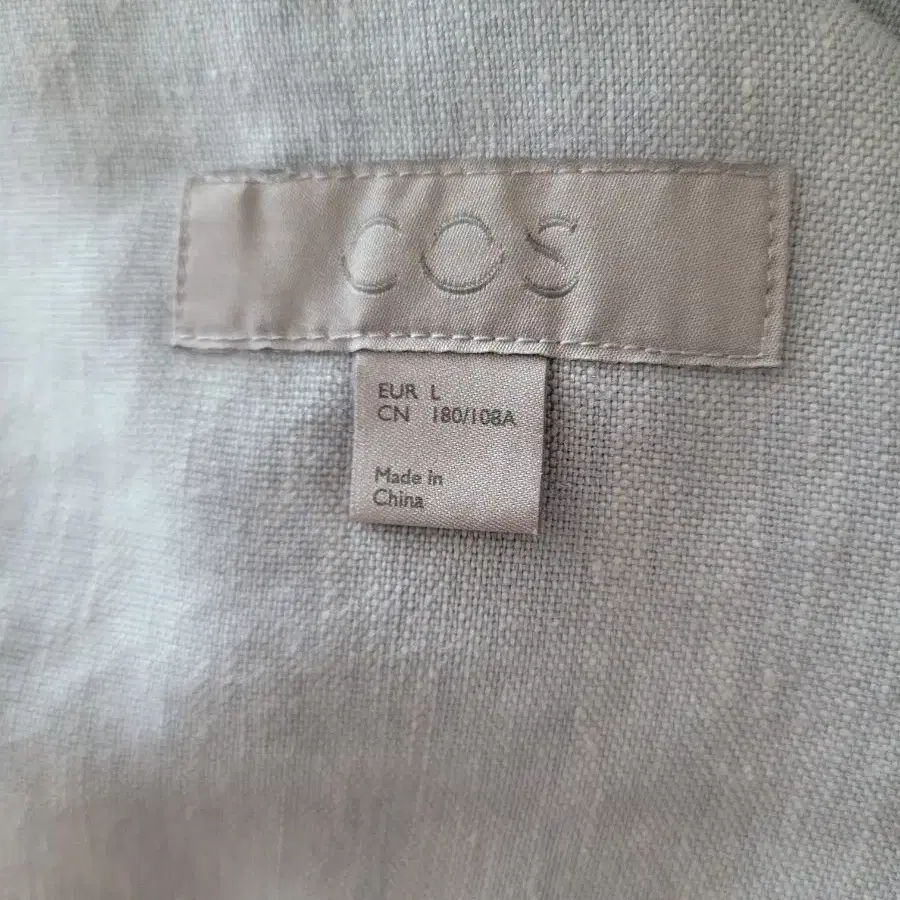 COS
EUR L
CN 180/108A
Made in
China